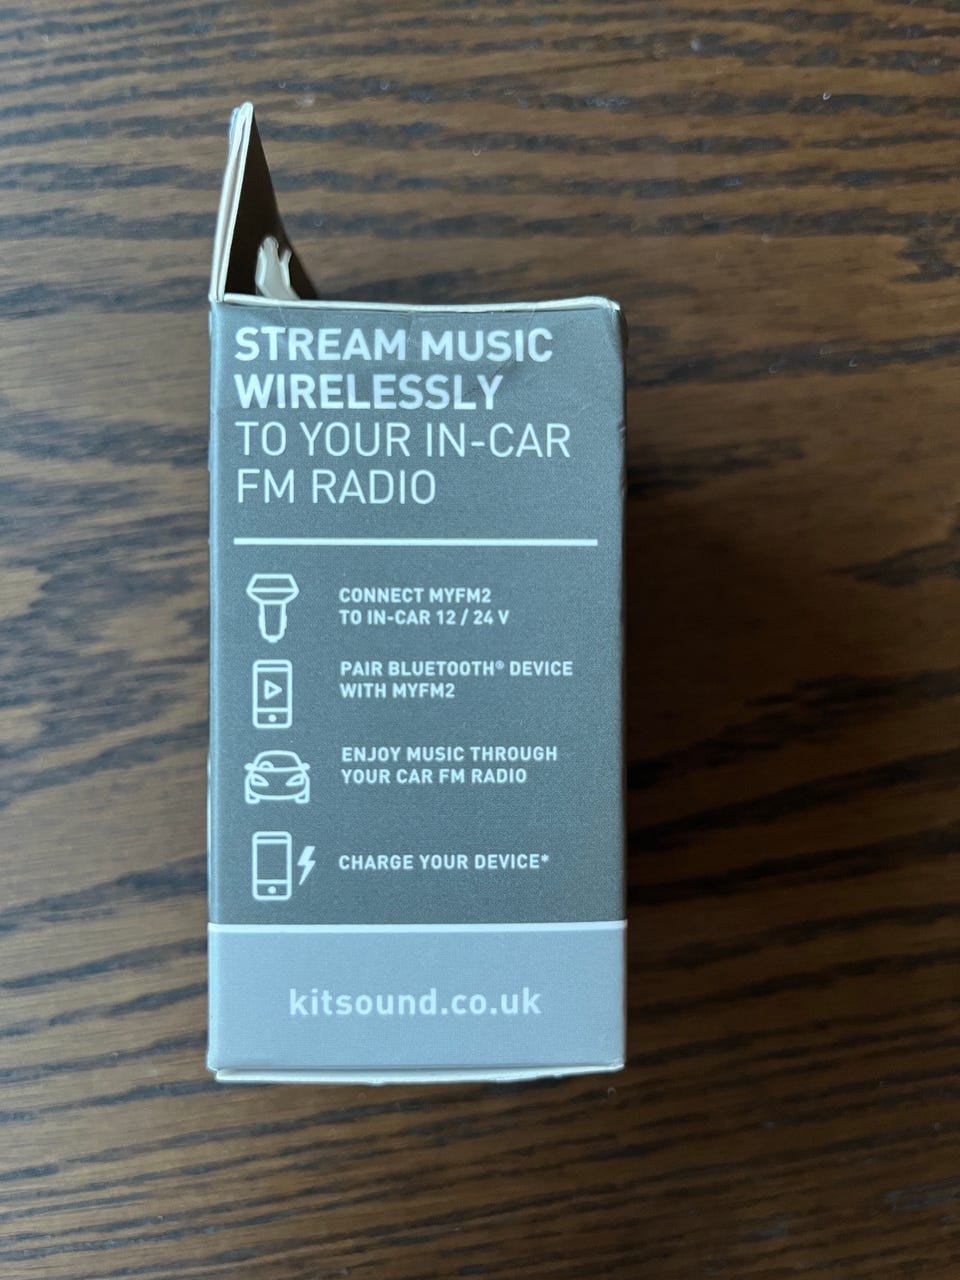 STREAM MUSIC
WIRELESSLY
TO YOUR IN-CAR
FM RADIO
CONNECT MYFM2
TO IN-CAR 12 / 24 V
PAIR BLUETOOTH® DEVICE
WITH MYFM2
ENJOY MUSIC THROUGH
YOUR CAR FM RADIO
CHARGE YOUR DEVICE*
kitsound.co.uk